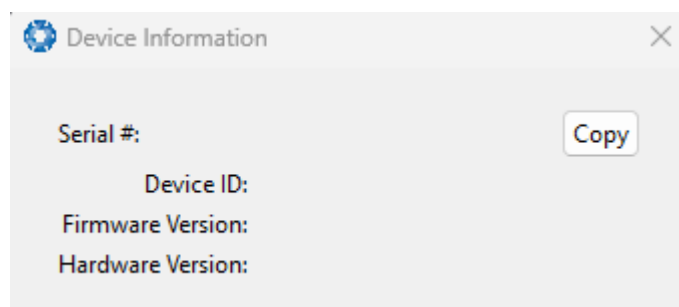 Device Information
Serial #:
Copy
Device ID:
Firmware Version:
Hardware Version: